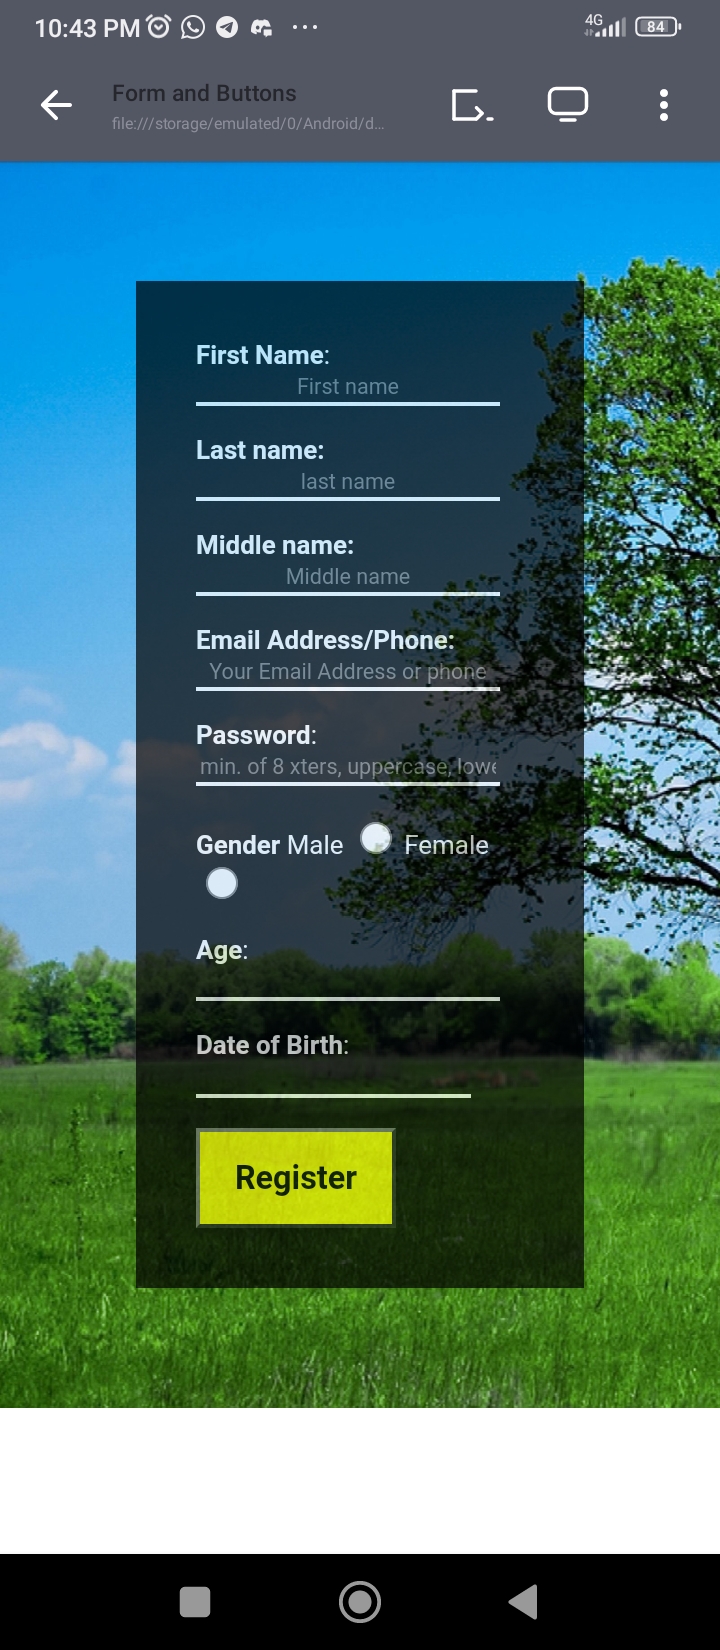 10:43 PM
4G
84
Form and Buttons
file:///storage/emulated/0/Android/d...
First Name:
First name
Last name:
last name
Middle name:
Middle name
Email Address/Phone:
Your Email Address or phone
Password:
min. of 8 xters, uppercase, lowe
Gender Male Female
Age:
Date of Birth:
Register